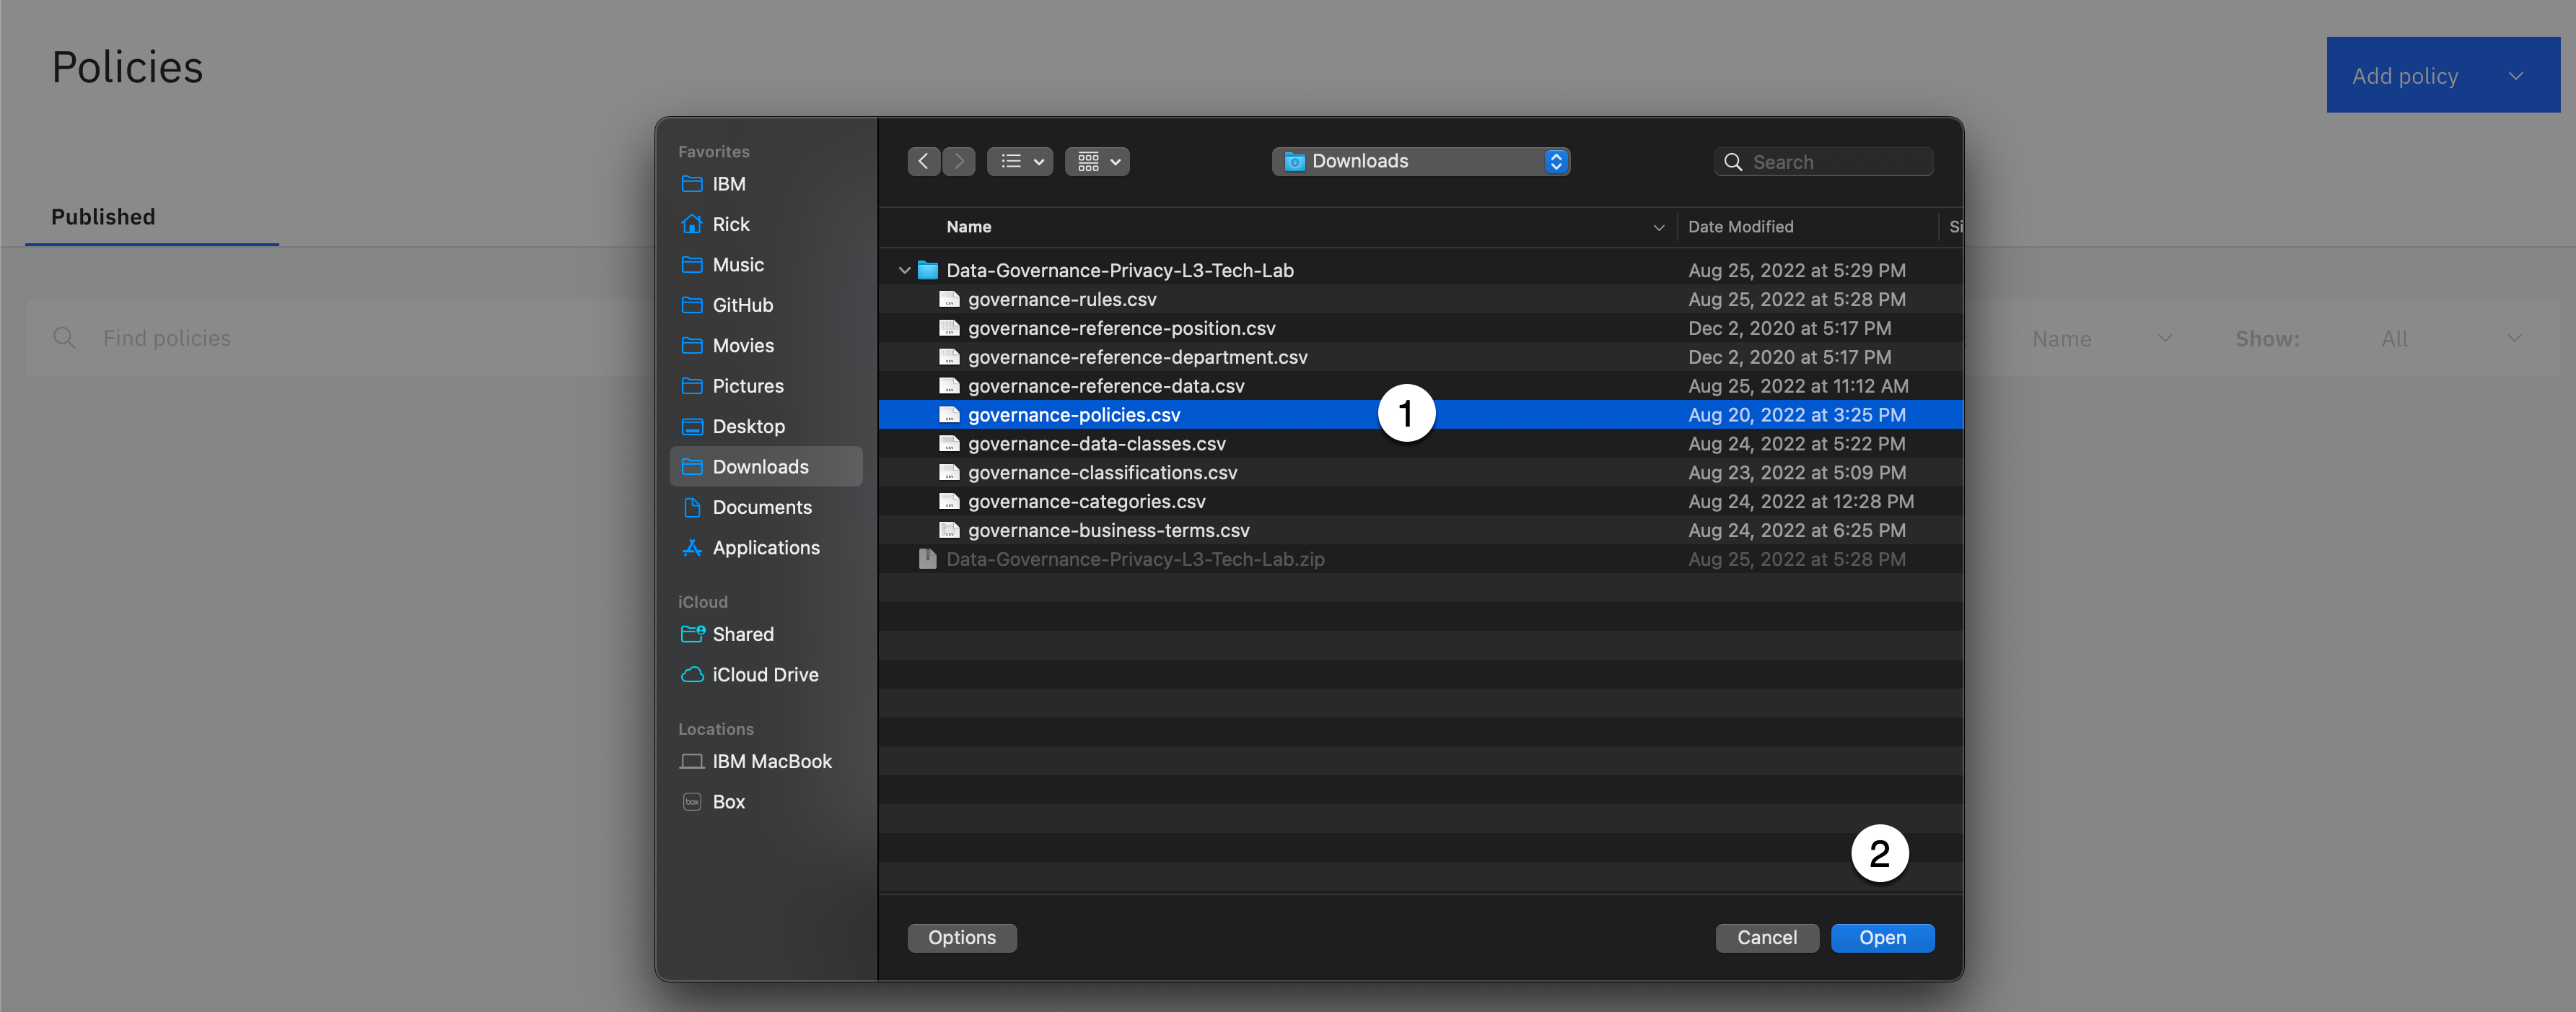 Policies
Add policy
Published
Find policies
Name
Show:
All
Favorites
IBM
Rick
Music
GitHub
Movies
Pictures
Desktop
Downloads
Documents
Applications
iCloud
Shared
iCloud Drive
Locations
IBM MacBook
box Box
Downloads
Search
Name Date Modified Si
Data-Governance-Privacy-L3-Tech-Lab Aug 25, 2022 at 5:29 PM
governance-rules.csv Aug 25, 2022 at 5:28 PM
governance-reference-position.csv Dec 2, 2020 at 5:17 PM
governance-reference-department.csv Dec 2, 2020 at 5:17 PM
governance-reference-data.csv Aug 25, 2022 at 11:12 AM
governance-policies.csv 1 Aug 20, 2022 at 3:25 PM
governance-data-classes.csv Aug 24, 2022 at 5:22 PM
governance-classifications.csv Aug 23, 2022 at 5:09 PM
governance-categories.csv Aug 24, 2022 at 12:28 PM
governance-business-terms.csv Aug 24, 2022 at 6:25 PM
Data-Governance-Privacy-L3-Tech-Lab.zip Aug 25, 2022 at 5:28 PM
2
Options Cancel Open